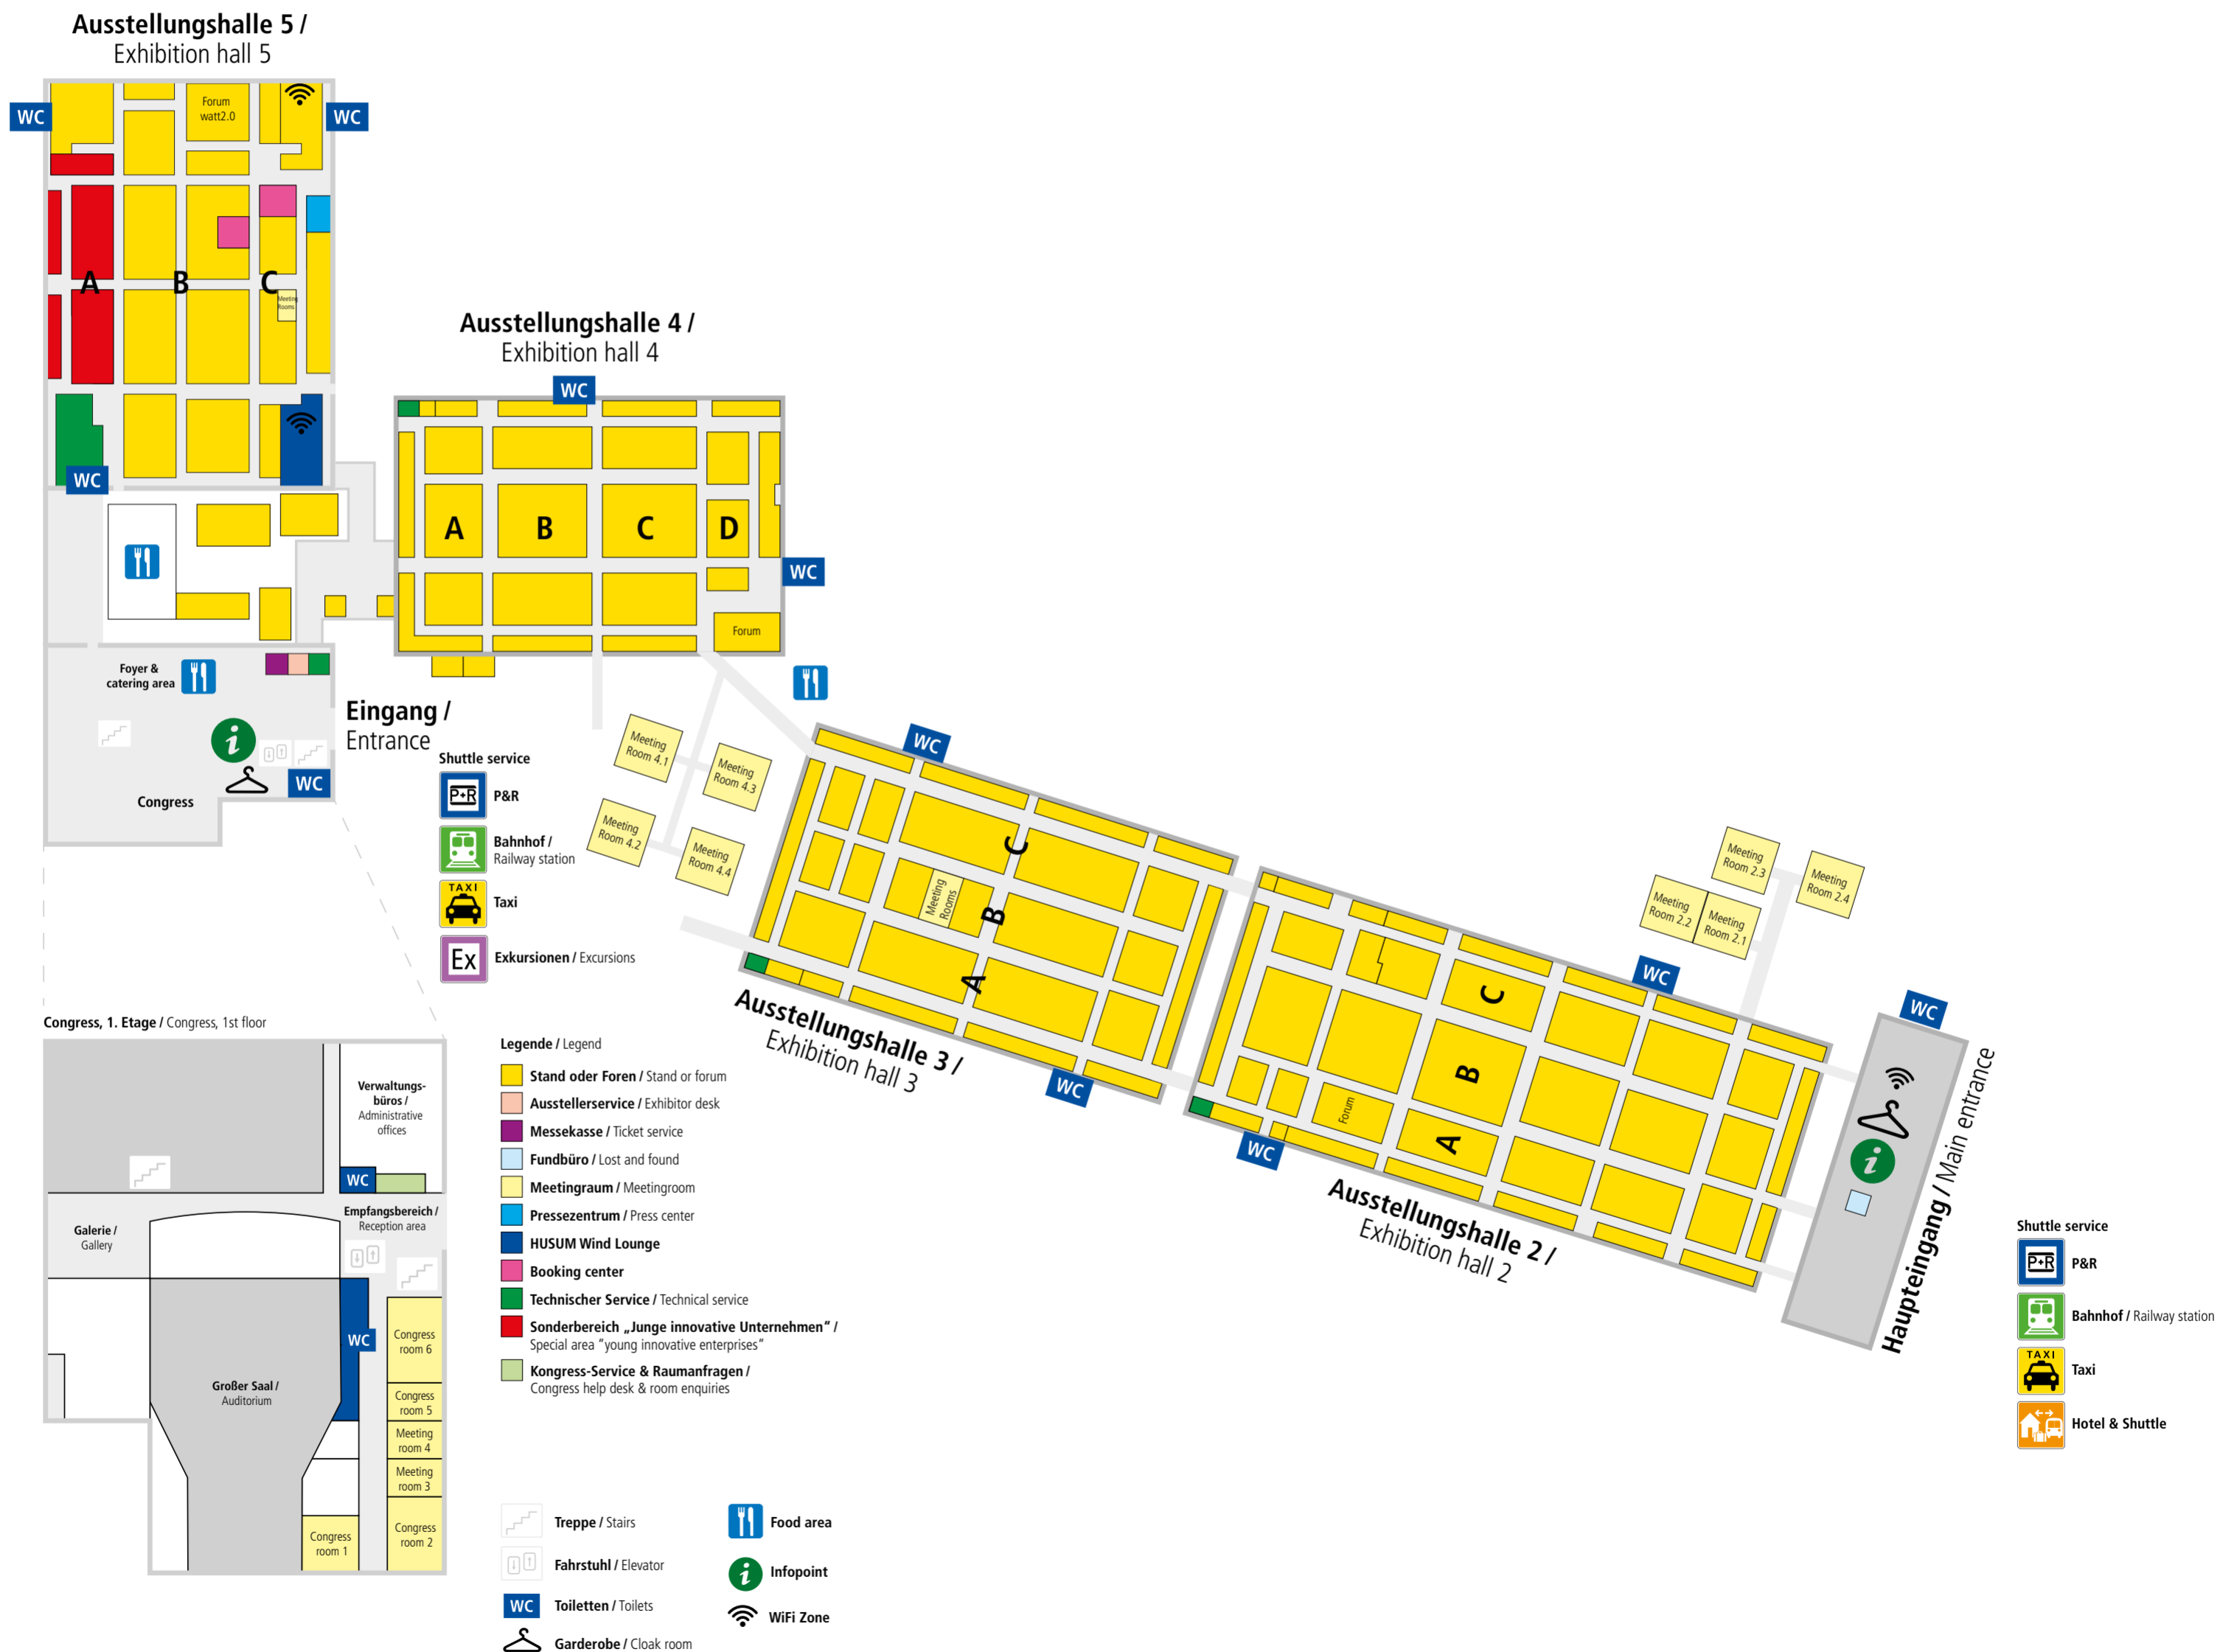 Ausstellungshalle 5 /
Exhibition hall 5
WC
Forum
watt2.0
WC
A
B
C
Meeting
Rooms
WC
Ausstellungshalle 4 /
Exhibition hall 4
WC
A
B
C
D
WC
Forum
Foyer &
catering area
Congress
WC
Eingang /
Entrance
Shuttle service
P+R
P&R
Bahnhof /
Railway station
TAXI
Taxi
Ex
Exkursionen / Excursions
Meeting
Room 4.1
Meeting
Room 4.3
Meeting
Room 4.2
Meeting
Room 4.4
WC
C
Meeting
Rooms
B
A
WC
Ausstellungshalle 3 /
Exhibition hall 3
Meeting
Room 2.3
Meeting
Room 2.4
Meeting
Room 2.2
Meeting
Room 2.1
WC
C
B
Forum
A
WC
Ausstellungshalle 2 /
Exhibition hall 2
WC
Haupteingang / Main entrance
Shuttle service
P+R
P&R
Bahnhof / Railway station
TAXI
Taxi
Hotel & Shuttle
Congress, 1. Etage / Congress, 1st floor
Verwaltungs-
büros /
Administrative
offices
WC
Empfangsbereich /
Reception area
Galerie /
Gallery
WC
Großer Saal /
Auditorium
Congress
room 6
Congress
room 5
Meeting
room 4
Meeting
room 3
Congress
room 2
Congress
room 1
Legende / Legend
Stand oder Foren / Stand or forum
Ausstellerservice / Exhibitor desk
Messekasse / Ticket service
Fundbüro / Lost and found
Meetingraum / Meetingroom
Pressezentrum / Press center
HUSUM Wind Lounge
Booking center
Technischer Service / Technical service
Sonderbereich „Junge innovative Unternehmen“ /
Special area “young innovative enterprises”
Kongress-Service & Raumanfragen /
Congress help desk & room enquiries
Treppe / Stairs
Fahrstuhl / Elevator
WC
Toiletten / Toilets
Garderobe / Cloak room
Food area
Infopoint
WiFi Zone